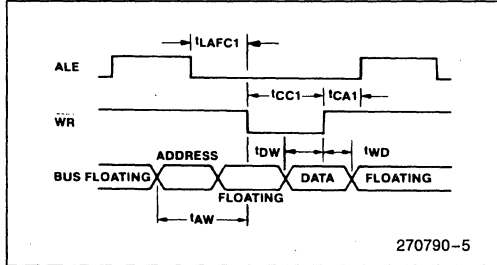 tLAFC1
ALE
tCC1 tCA1
WR
ADDRESS tDW tWD
BUS FLOATING DATA FLOATING
FLOATING
tAW
270790-5